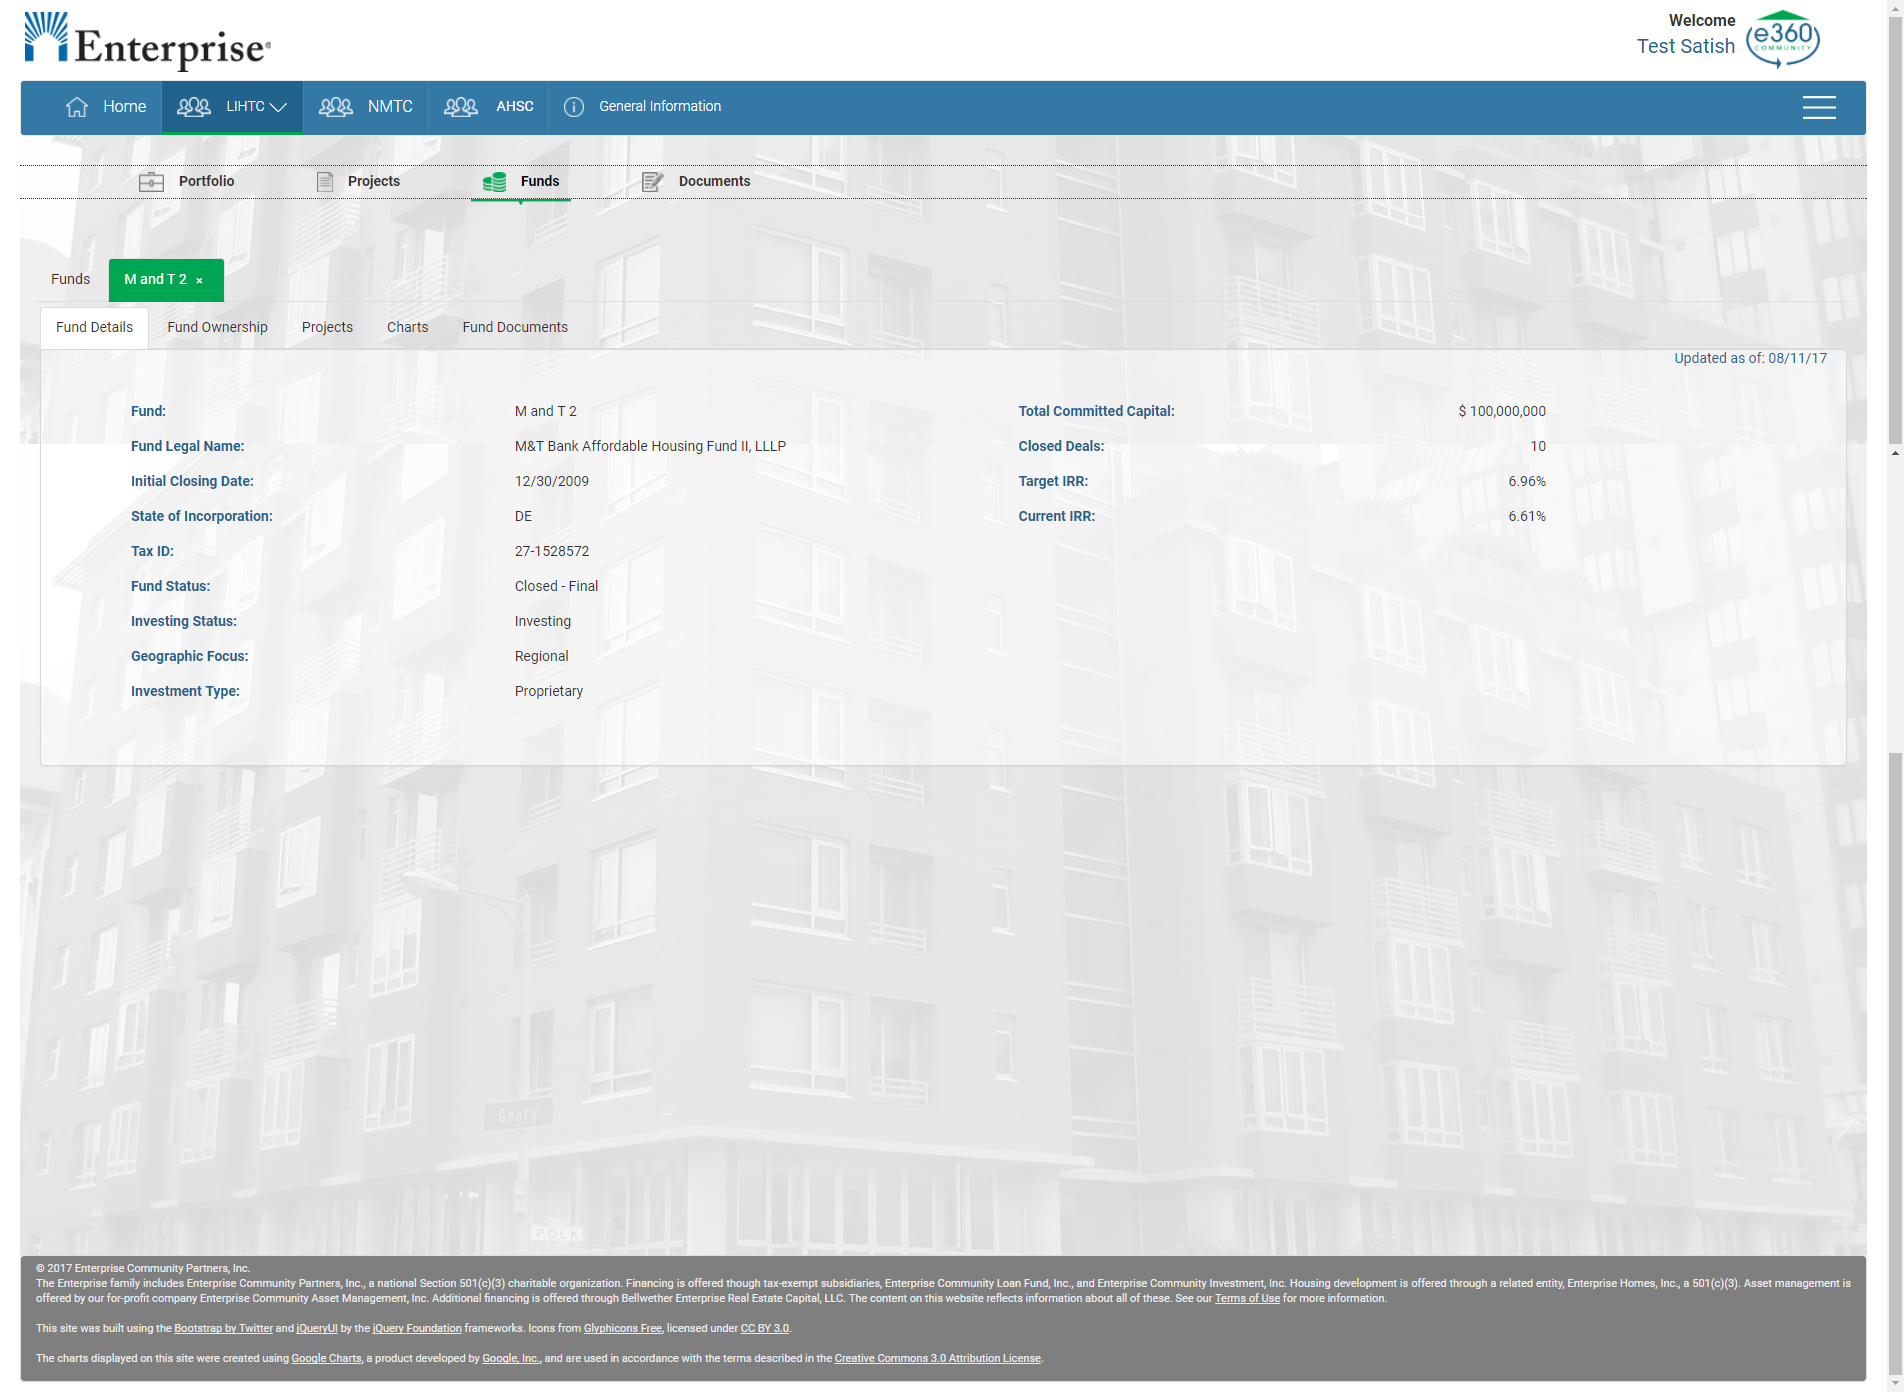 Enterprise®
Welcome
Test Satish
e360
COMMUNITY
Home
LIHTC
NMTC
AHSC
General Information
Portfolio
Projects
Funds
Documents
Funds
M and T 2 ×
Fund Details
Fund Ownership
Projects
Charts
Fund Documents
Updated as of: 08/11/17
Fund: M and T 2
Fund Legal Name: M&T Bank Affordable Housing Fund II, LLLP
Initial Closing Date: 12/30/2009
State of Incorporation: DE
Tax ID: 27-1528572
Fund Status: Closed - Final
Investing Status: Investing
Geographic Focus: Regional
Investment Type: Proprietary
Total Committed Capital: $ 100,000,000
Closed Deals: 10
Target IRR: 6.96%
Current IRR: 6.61%
Geary
POLK
© 2017 Enterprise Community Partners, Inc.
The Enterprise family includes Enterprise Community Partners, Inc., a national Section 501(c)(3) charitable organization. Financing is offered though tax-exempt subsidiaries, Enterprise Community Loan Fund, Inc., and Enterprise Community Investment, Inc. Housing development is offered through a related entity, Enterprise Homes, Inc., a 501(c)(3). Asset management is
offered by our for-profit company Enterprise Community Asset Management, Inc. Additional financing is offered through Bellwether Enterprise Real Estate Capital, LLC. The content on this website reflects information about all of these. See our Terms of Use for more information.
This site was built using the Bootstrap by Twitter and jQueryUI by the jQuery Foundation frameworks. Icons from Glyphicons Free, licensed under CC BY 3.0.
The charts displayed on this site were created using Google Charts, a product developed by Google, Inc., and are used in accordance with the terms described in the Creative Commons 3.0 Attribution License.